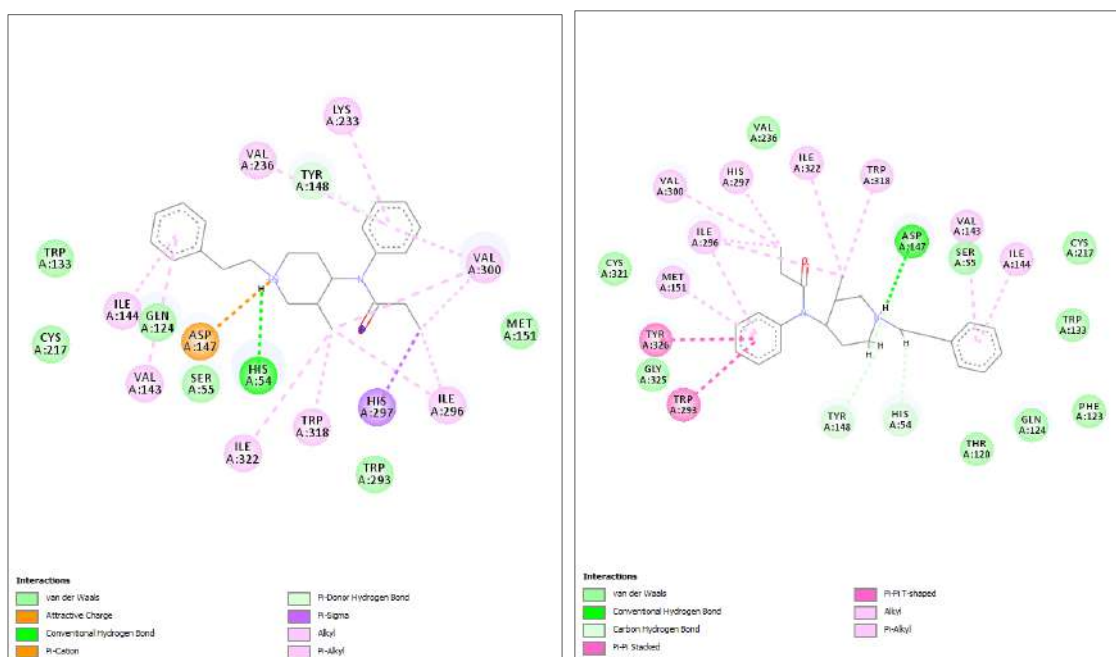 LYS
A:233
VAL
A:236
TYR
A:148
TRP
A:133
VAL
A:300
ILE
A:144
GLN
A:124
ASP
A:147
CYS
A:217
MET
A:151
VAL
A:143
SER
A:55
HIS
A:54
HIS
A:297
ILE
A:296
TRP
A:318
ILE
A:322
TRP
A:293
N
H
N
Interactions
van der Waals
Attractive Charge
Conventional Hydrogen Bond
Pi-Cation
Pi-Donor Hydrogen Bond
Pi-Sigma
Alkyl
Pi-Alkyl
VAL
A:236
ILE
A:322
HIS
A:297
TRP
A:318
VAL
A:300
ILE
A:296
ASP
A:147
VAL
A:143
SER
A:55
CYS
A:217
ILE
A:144
CYS
A:321
MET
A:151
O
H
N
N
H
H
TRP
A:133
TYR
A:326
GLY
A:325
TRP
A:293
TYR
A:148
HIS
A:54
PHE
A:123
GLN
A:124
THR
A:120
Interactions
van der Waals
Conventional Hydrogen Bond
Carbon Hydrogen Bond
Pi-Pi Stacked
Pi-Pi T-shaped
Alkyl
Pi-Alkyl